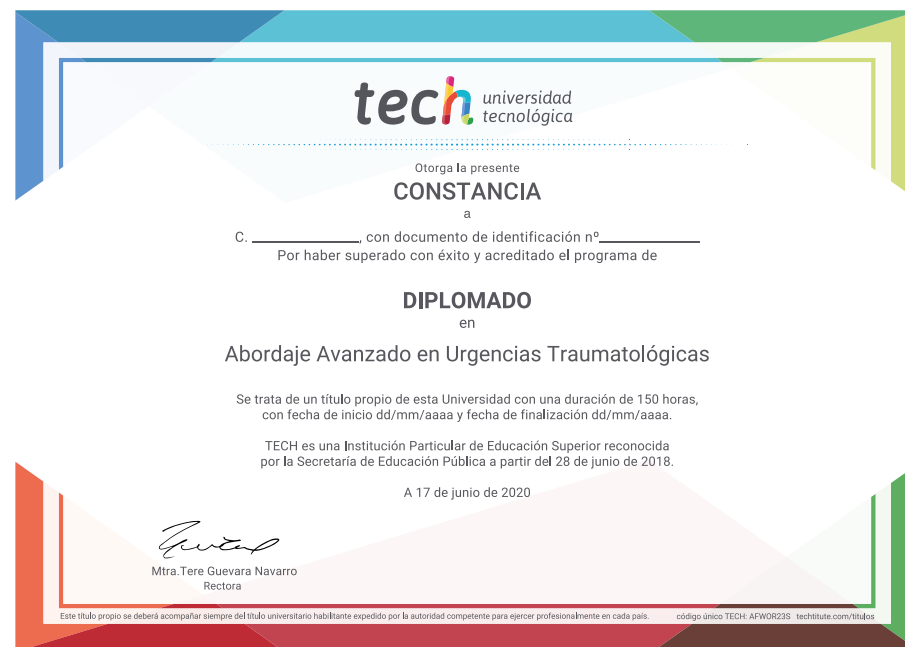 tech universidad
tecnológica
Otorga la presente
CONSTANCIA
a
C. ______________, con documento de identificación nº_____________
Por haber superado con éxito y acreditado el programa de
DIPLOMADO
en
Abordaje Avanzado en Urgencias Traumatológicas
Se trata de un título propio de esta Universidad con una duración de 150 horas,
con fecha de inicio dd/mm/aaaa y fecha de finalización dd/mm/aaaa.
TECH es una Institución Particular de Educación Superior reconocida
por la Secretaría de Educación Pública a partir del 28 de junio de 2018.
A 17 de junio de 2020
Mtra.Tere Guevara Navarro
Rectora
Este título propio se deberá acompañar siempre del título universitario habilitante expedido por la autoridad competente para ejercer profesionalmente en cada país. código único TECH: AFWOR23S techtitute.com/titulos